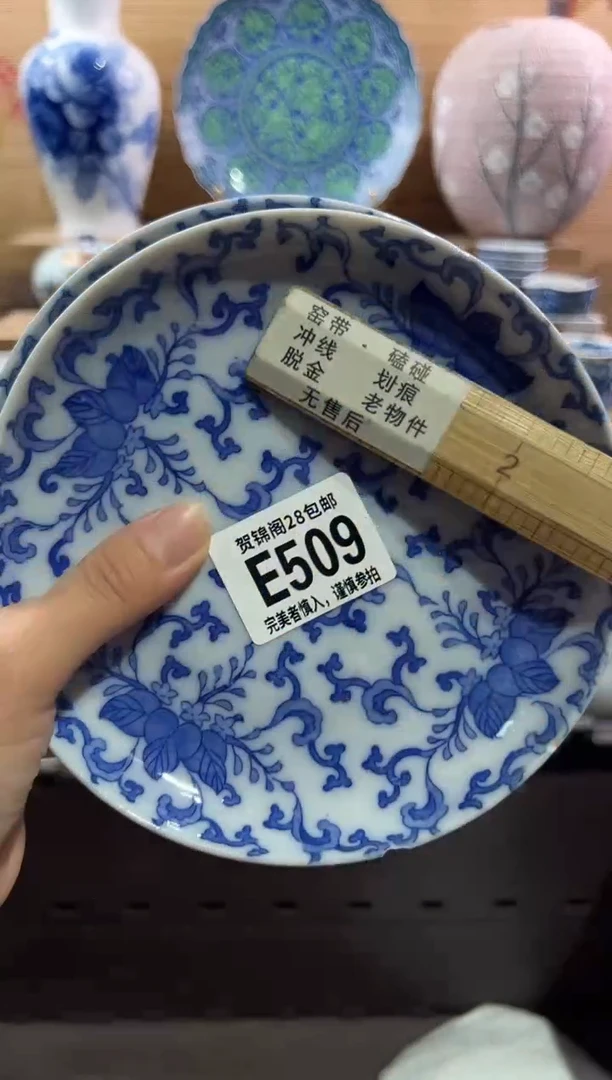 窑带·磕碰
冲线 划痕
脱金 老物件
无售后
2
贺锦阁28包邮
E509
完美者慎入，谨慎参拍